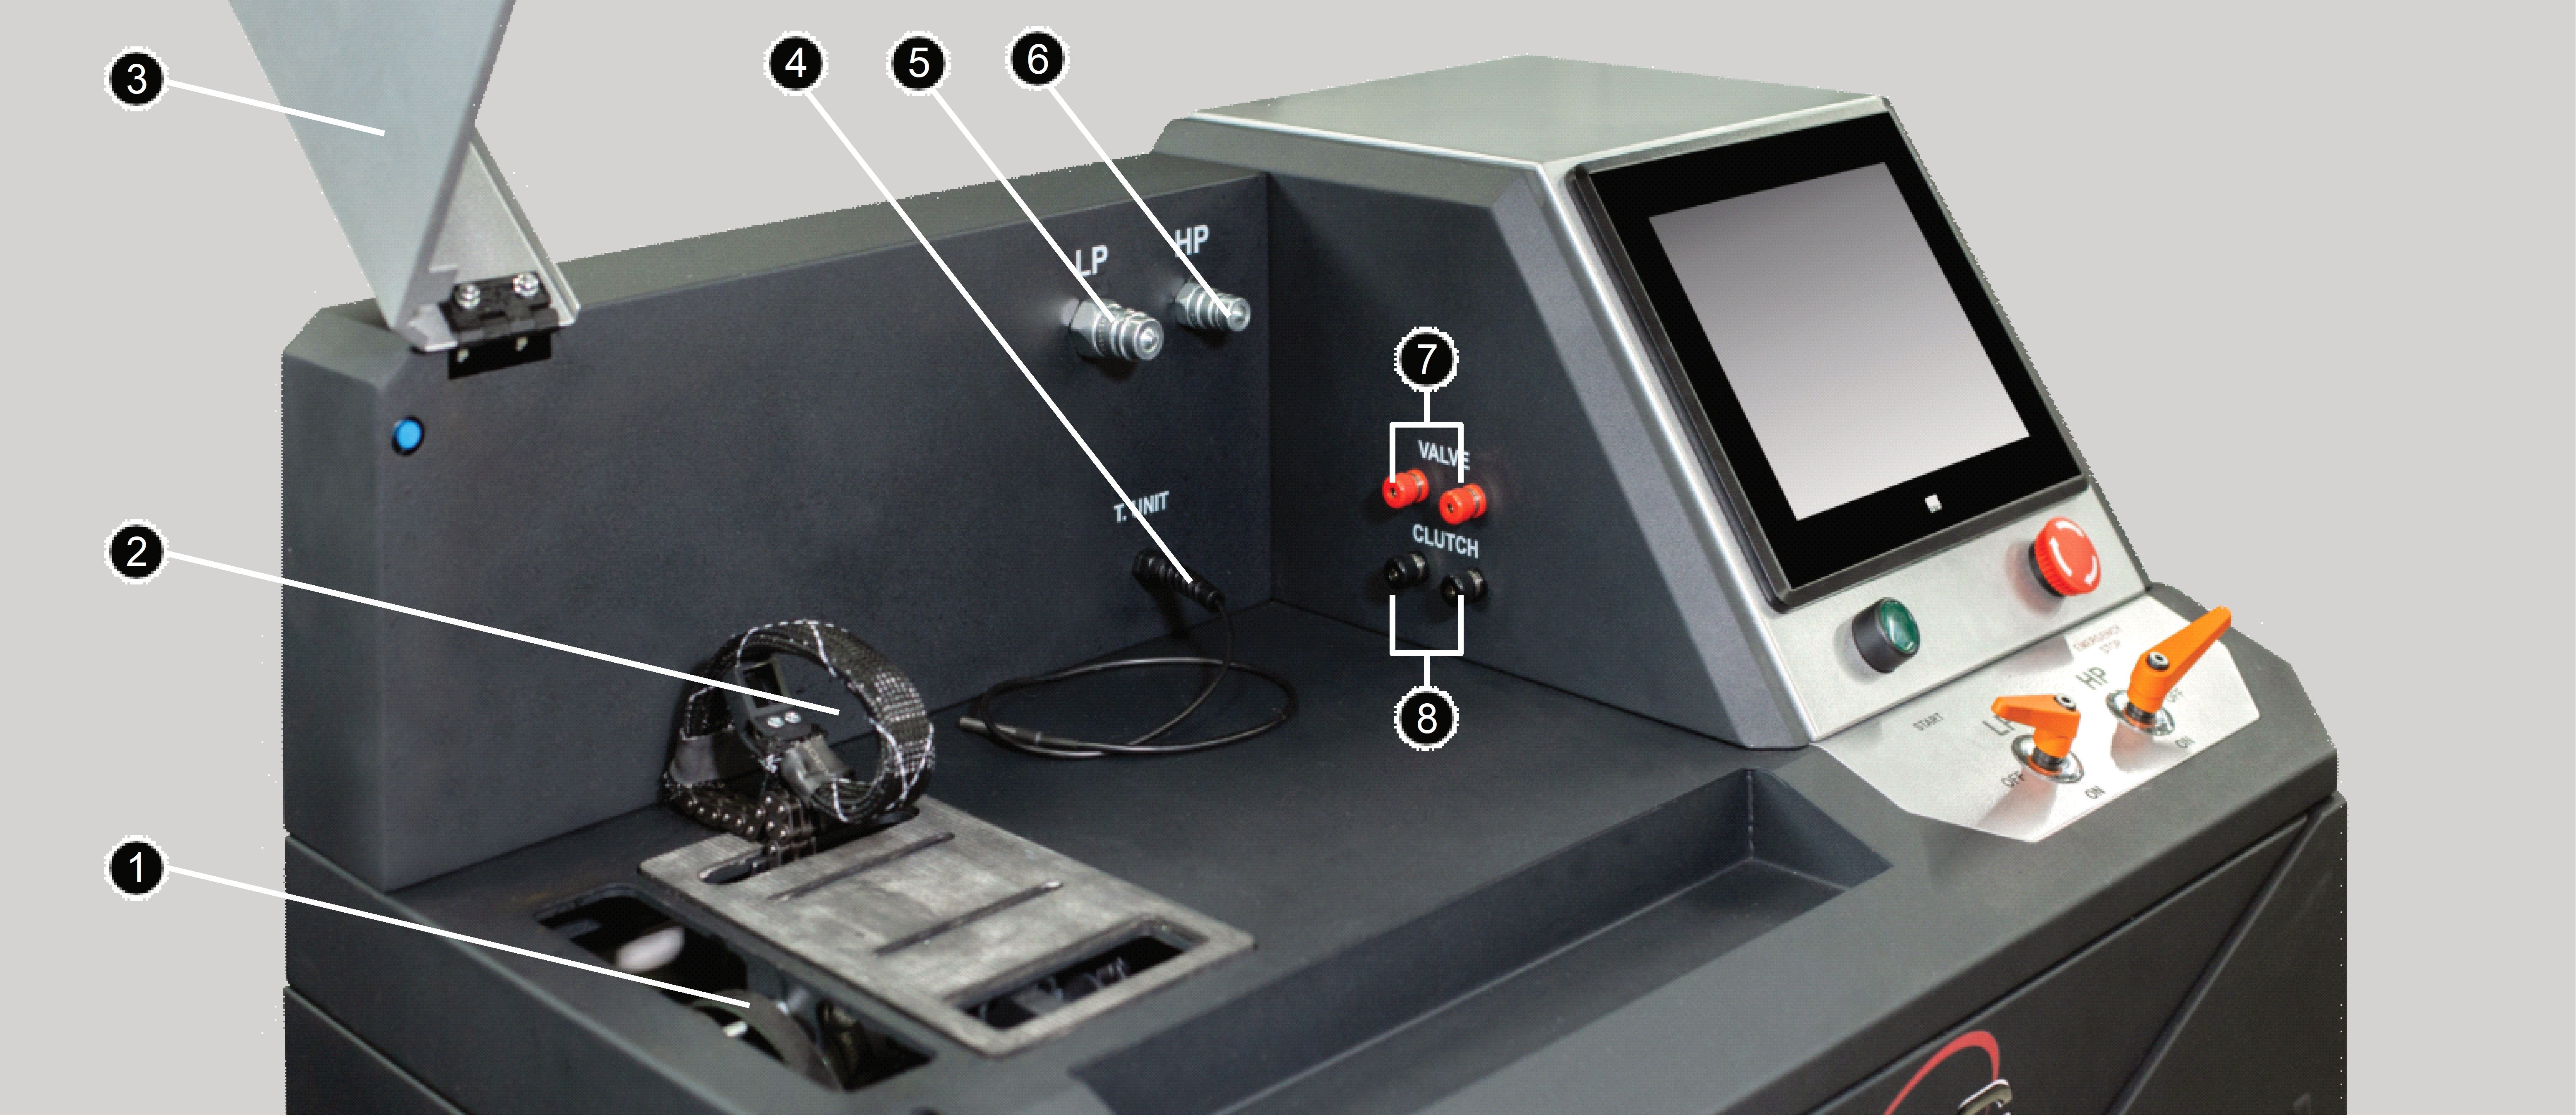 3
4
5
6
LP
HP
7
VALVE
T. UNIT
CLUTCH
2
8
EMERGENCY
STOP
HP
OFF
START
LP
ON
OFF
ON
1